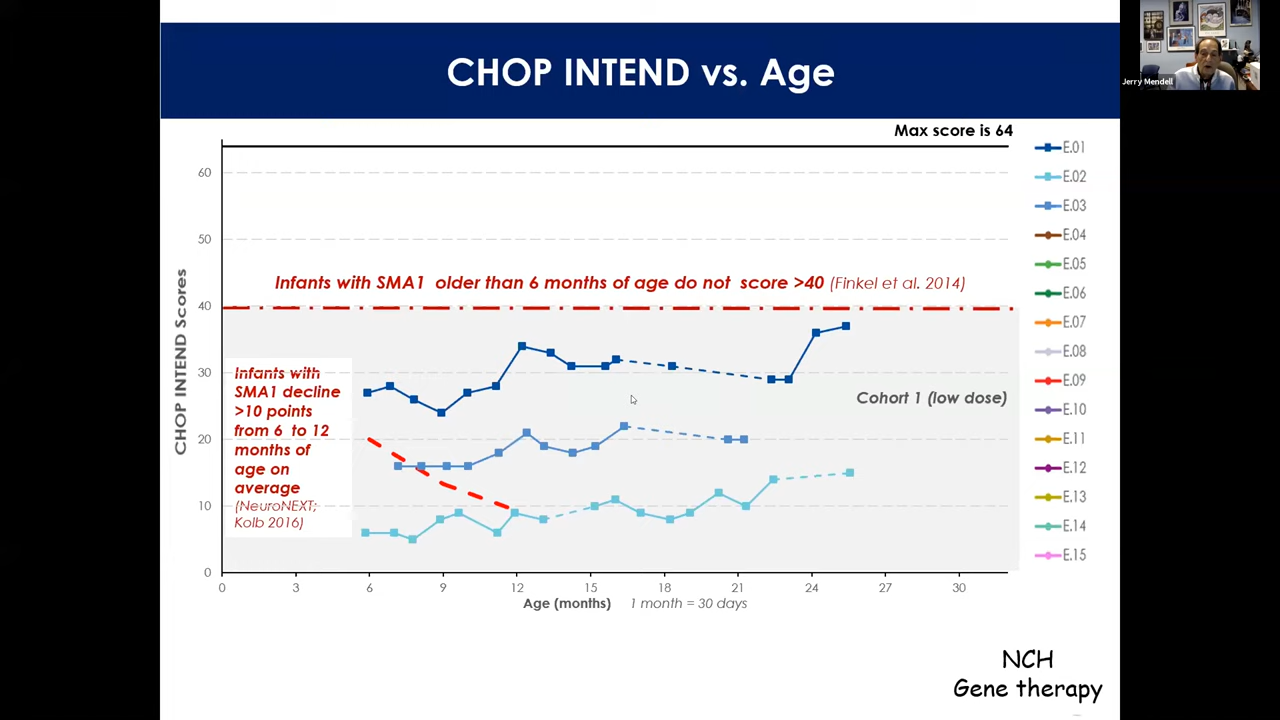 CHOP INTEND vs. Age
Jerry Mendell
Max score is 64
CHOP INTEND Scores
60
50
40
30
20
10
0
Infants with SMA1 older than 6 months of age do not score >40 (Finkel et al. 2014)
Infants with
SMA1 decline
>10 points
from 6 to 12
months of
age on
average
(NeuroNEXT;
Kolb 2016)
Cohort 1 (low dose)
0 3 6 9 12 15 18 21 24 27 30
Age (months) 1 month = 30 days
E.01
E.02
E.03
E.04
E.05
E.06
E.07
E.08
E.09
E.10
E.11
E.12
E.13
E.14
E.15
NCH
Gene therapy